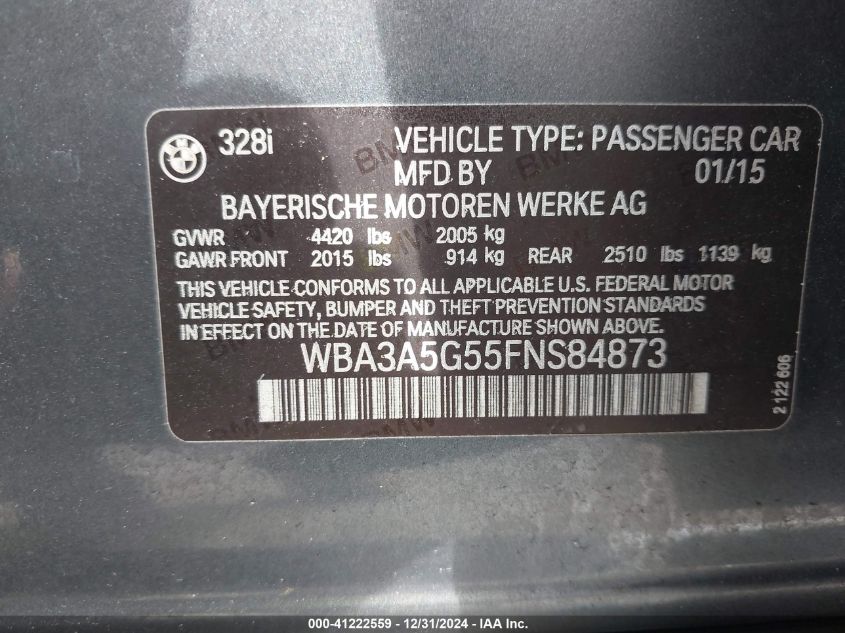 328i VEHICLE TYPE: PASSENGER CAR
MFD BY 01/15
BAYERISCHE MOTOREN WERKE AG
GVWR 4420 lbs 2005 kg
GAWR FRONT 2015 lbs 914 kg REAR 2510 lbs 1139 kg
THIS VEHICLE CONFORMS TO ALL APPLICABLE U.S. FEDERAL MOTOR
VEHICLE SAFETY, BUMPER AND THEFT PREVENTION STANDARDS
IN EFFECT ON THE DATE OF MANUFACTURE SHOWN ABOVE.
WBA3A5G55FNS84873
2 122 606
000-41222559 - 12/31/2024 - IAA Inc.